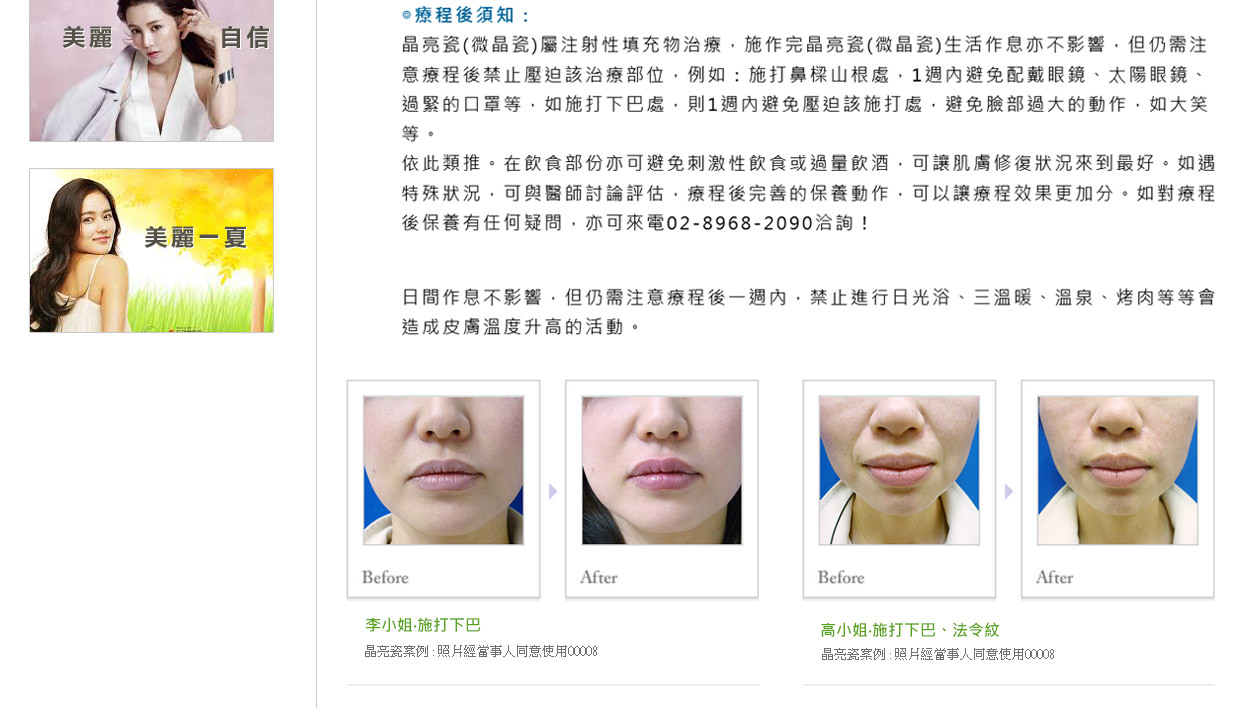 美麗 自信
美麗一夏
◎療程後須知：
晶亮瓷(微晶瓷)屬注射性填充物治療，施作完晶亮瓷(微晶瓷)生活作息亦不影響，但仍需注
意療程後禁止壓迫該治療部位，例如：施打鼻樑山根處，1週內避免配戴眼鏡、太陽眼鏡、
過緊的口罩等，如施打下巴處，則1週內避免壓迫該施打處，避免臉部過大的動作，如大笑
等。
依此類推。在飲食部份亦可避免刺激性飲食或過量飲酒，可讓肌膚修復狀況來到最好。如遇
特殊狀況，可與醫師討論評估，療程後完善的保養動作，可以讓療程效果更加分。如對療程
後保養有任何疑問，亦可來電02-8968-2090洽詢！
日間作息不影響，但仍需注意療程後一週內，禁止進行日光浴、三溫暖、溫泉、烤肉等等會
造成皮膚溫度升高的活動。
Before After Before After
李小姐‧施打下巴
晶亮瓷案例 : 照片經當事人同意使用00008
高小姐‧施打下巴、法令紋
晶亮瓷案例 : 照片經當事人同意使用00008